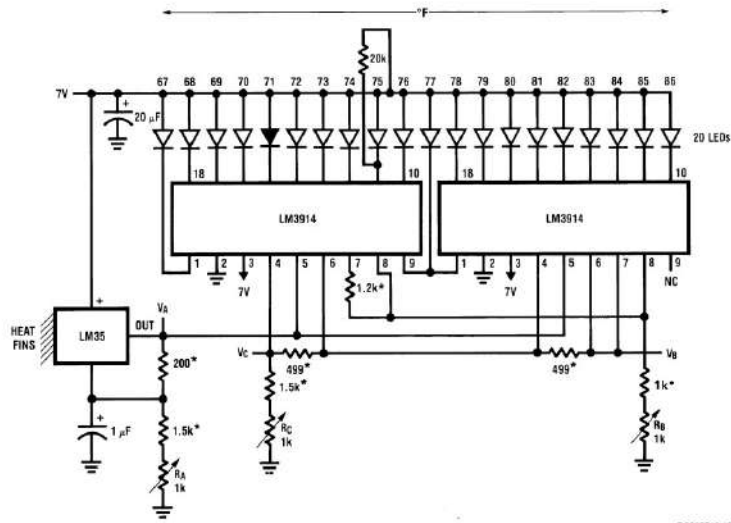 °F
20k
67 68 69 70 71 72 73 74 75 76 77 78 79 80 81 82 83 84 85 86
7V
+
20 μF
20 LEDs
18 10 18 10
LM3914 LM3914
1 2 3 4 5 6 7 8 9 1 2 3 4 5 6 7 8 9
7V 1.2k* 7V NC
+
HEAT FINS
LM35
OUT
VA
200*
VC
499*
499*
VB
1.5k*
1k*
+
1 μF
1.5k*
RC
1k
RB
1k
RA
1k